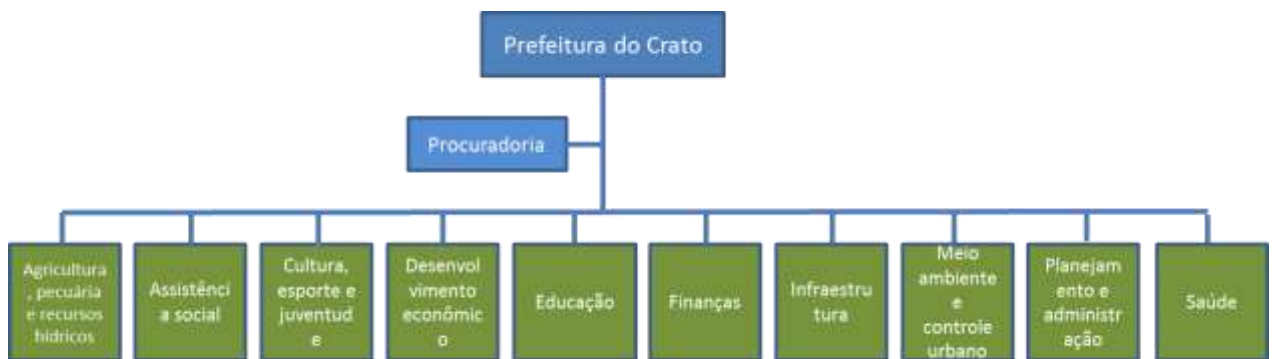 Prefeitura do Crato
Procuradoria
Agricultura
, pecuária
e recursos
hídricos
Assistênci
a social
Cultura,
esporte e
juventud
e
Desenvol
vimento
econômic
o
Educação
Finanças
Infraestru
tura
Meio
ambiente
e
controle
urbano
Planejam
ento e
administr
ação
Saúde